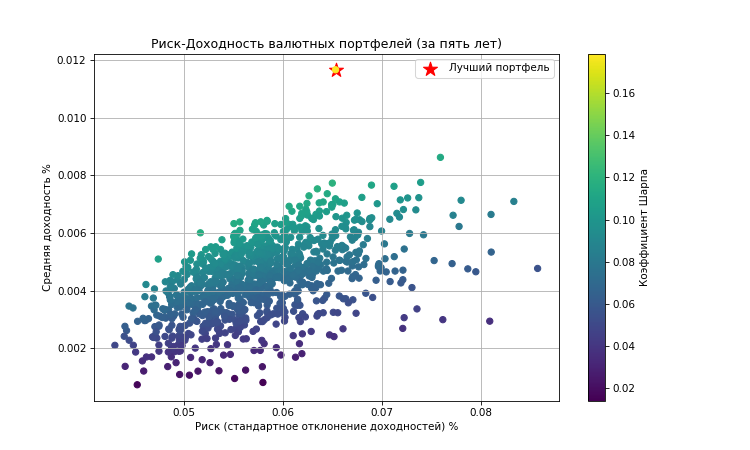 Риск-Доходность валютных портфелей (за пять лет)
Лучший портфель
0.012
0.010
0.008
0.006
0.004
0.002
Средняя доходность %
0.05 0.06 0.07 0.08
Риск (стандартное отклонение доходностей) %
0.16
0.14
0.12
0.10
0.08
0.06
0.04
0.02
Коэффициент Шарпа